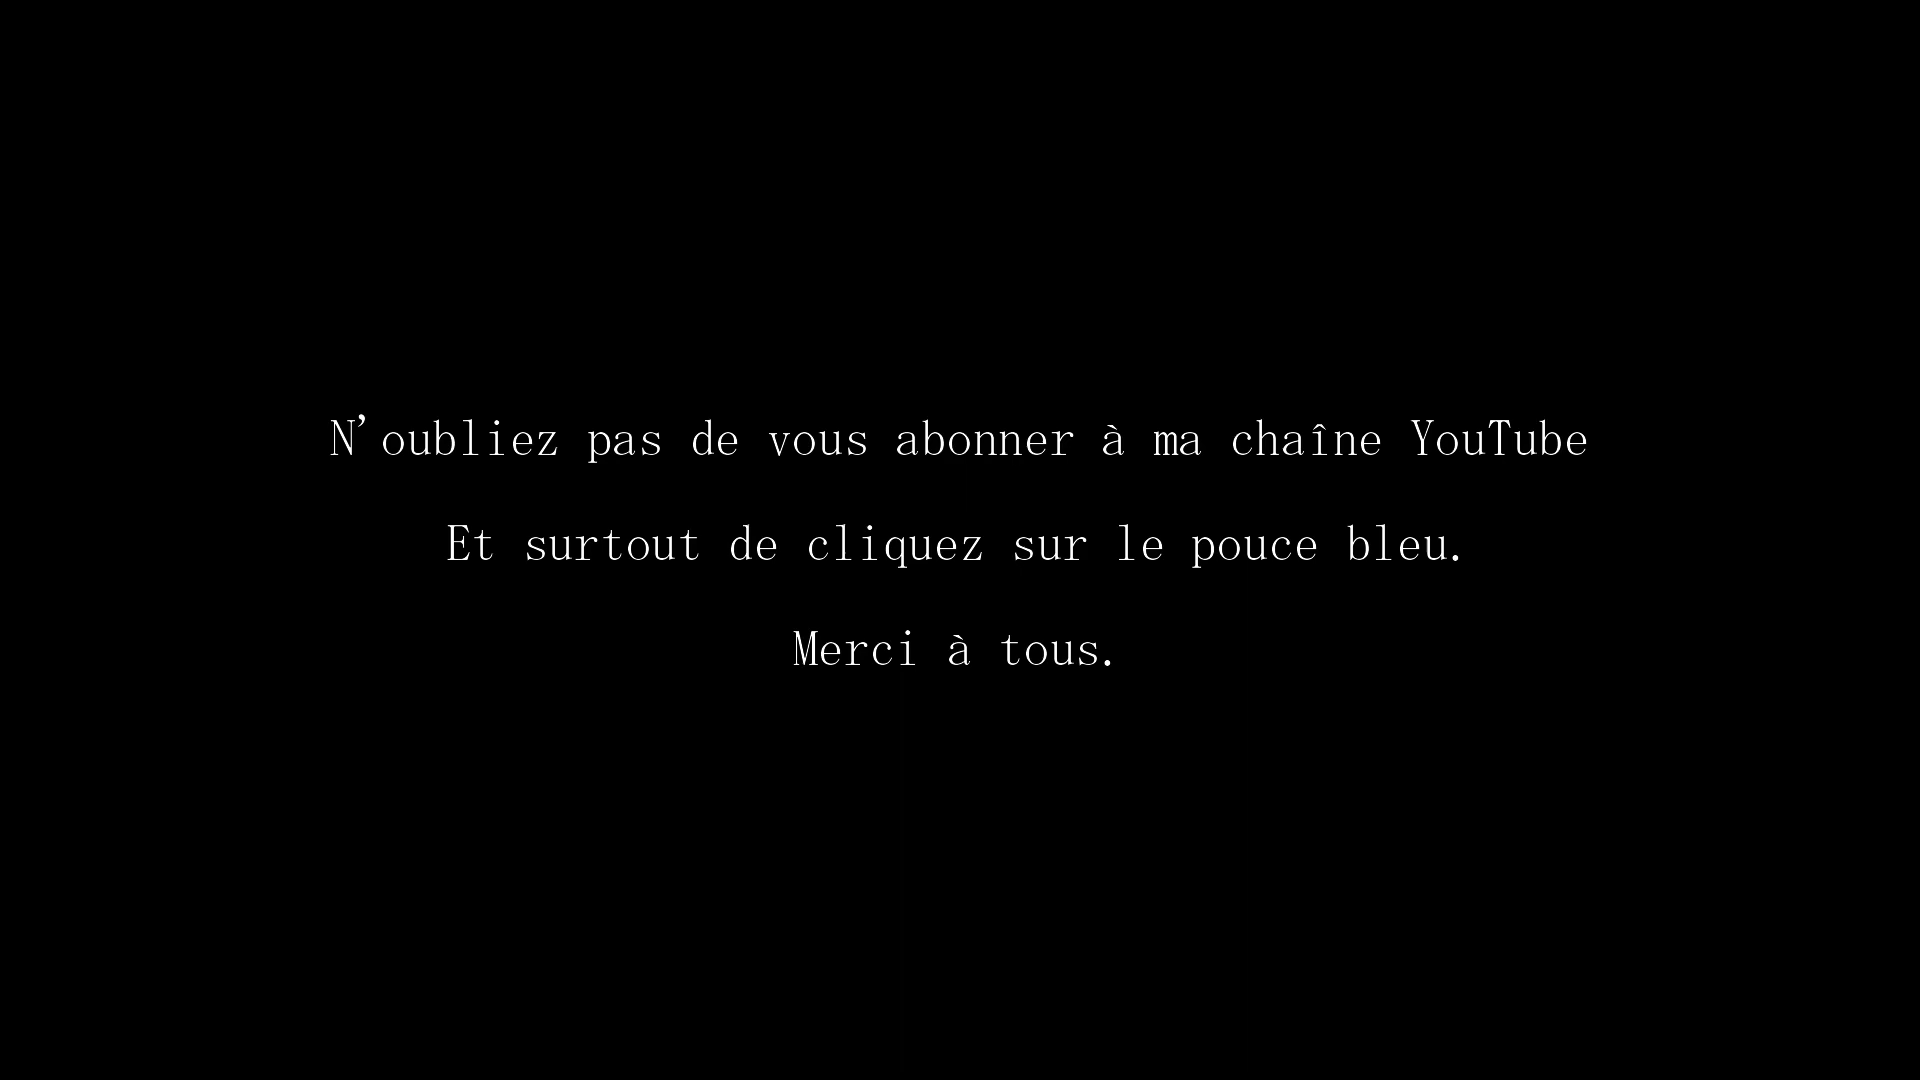 N'oubliez pas de vous abonner à ma chaîne YouTube
Et surtout de cliquez sur le pouce bleu.
Merci à tous.